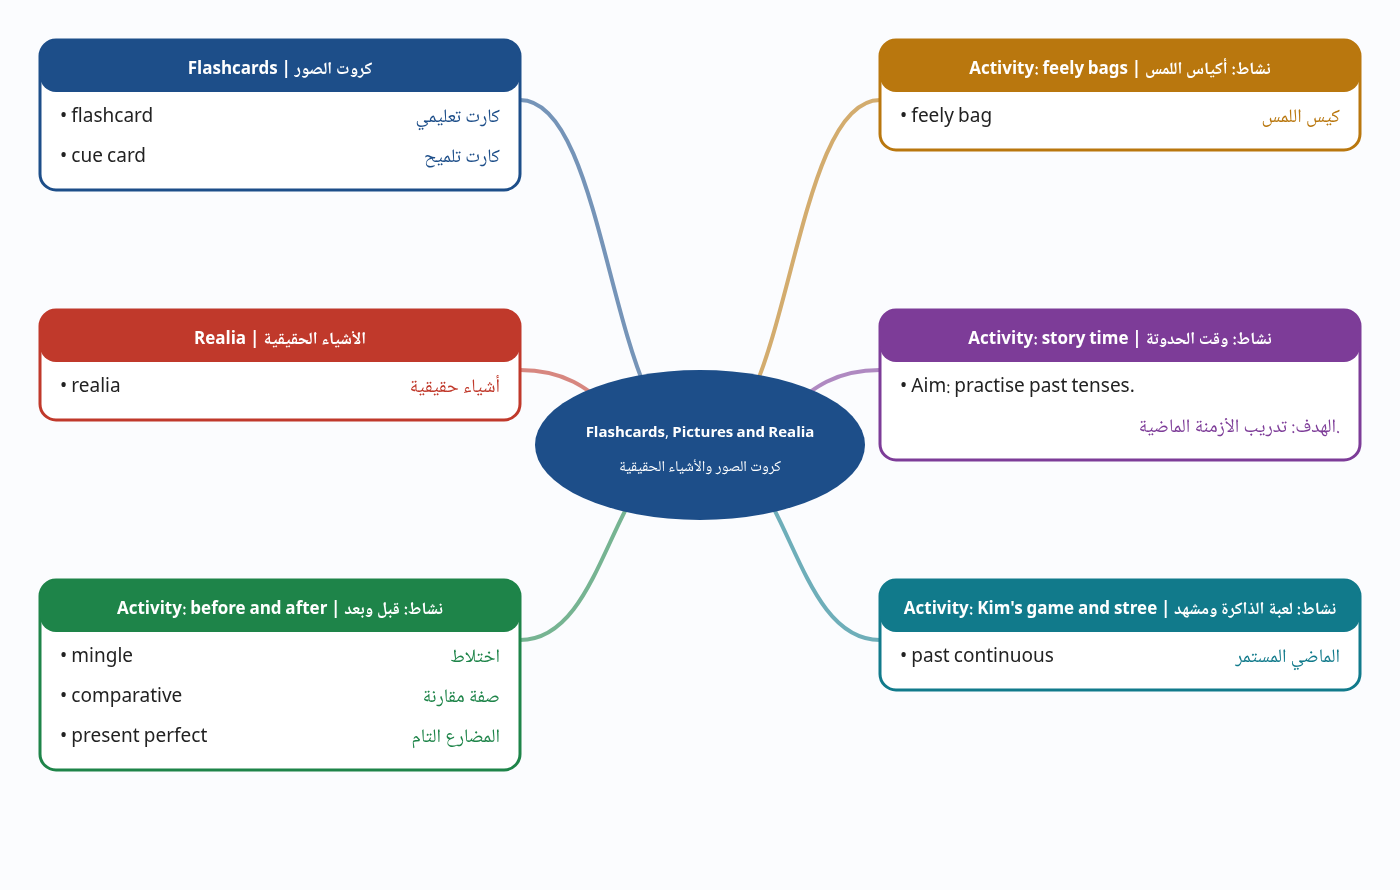 Flashcards | كروت الصور
• flashcard كارت تعليمي
• cue card كارت تلميح
Activity: feely bags | نشاط: أكياس اللمس
• feely bag كيس اللمس
Realia | الأشياء الحقيقية
• realia أشياء حقيقية
Activity: story time | نشاط: وقت الحدوتة
• Aim: practise past tenses.
الهدف: تدريب الأزمنة الماضية.
Flashcards, Pictures and Realia
كروت الصور والأشياء الحقيقية
Activity: before and after | نشاط: قبل وبعد
• mingle اختلاط
• comparative صفة مقارنة
• present perfect المضارع التام
Activity: Kim's game and stree | نشاط: لعبة الذاكرة ومشهد
• past continuous الماضي المستمر